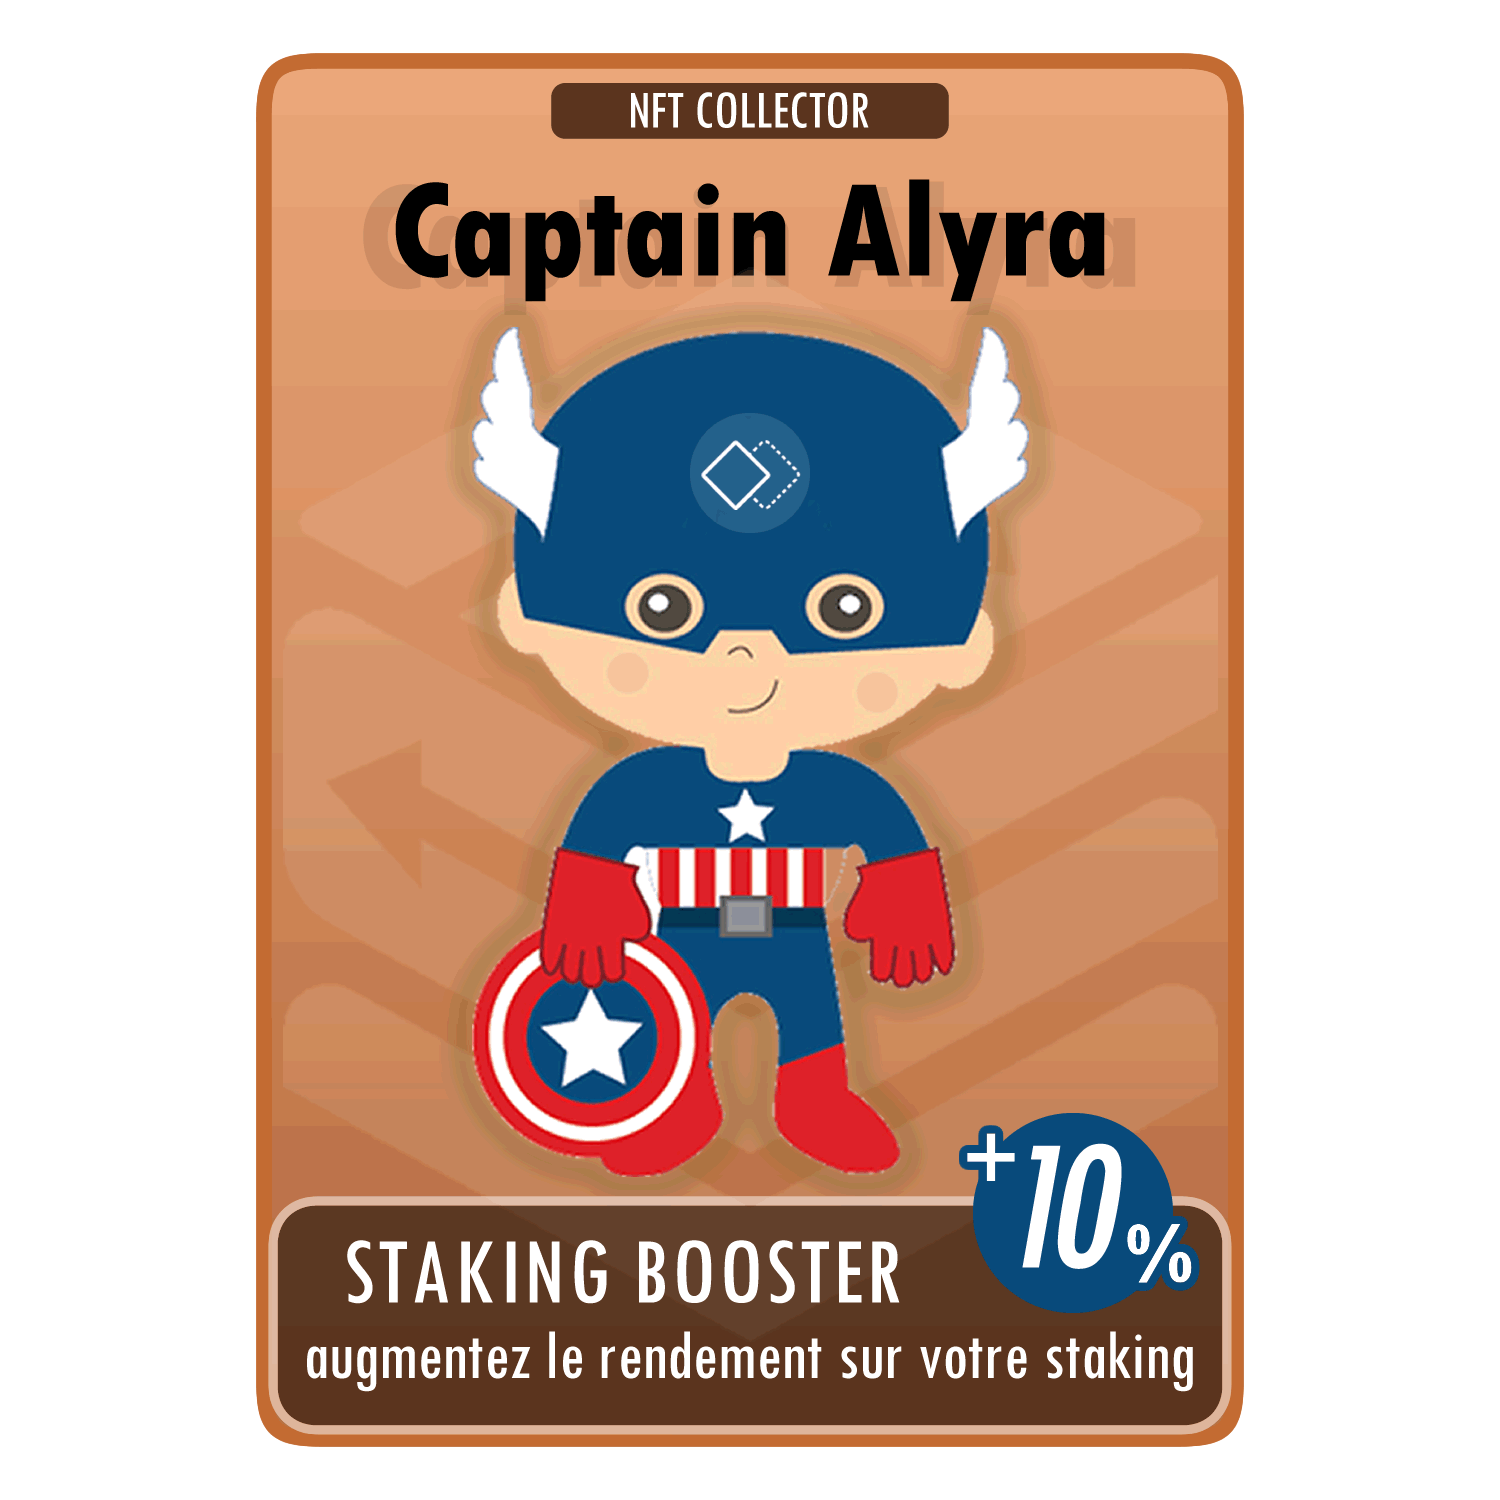 NFT COLLECTOR
Captain Alyra
+10%
STAKING BOOSTER
augmentez le rendement sur votre staking